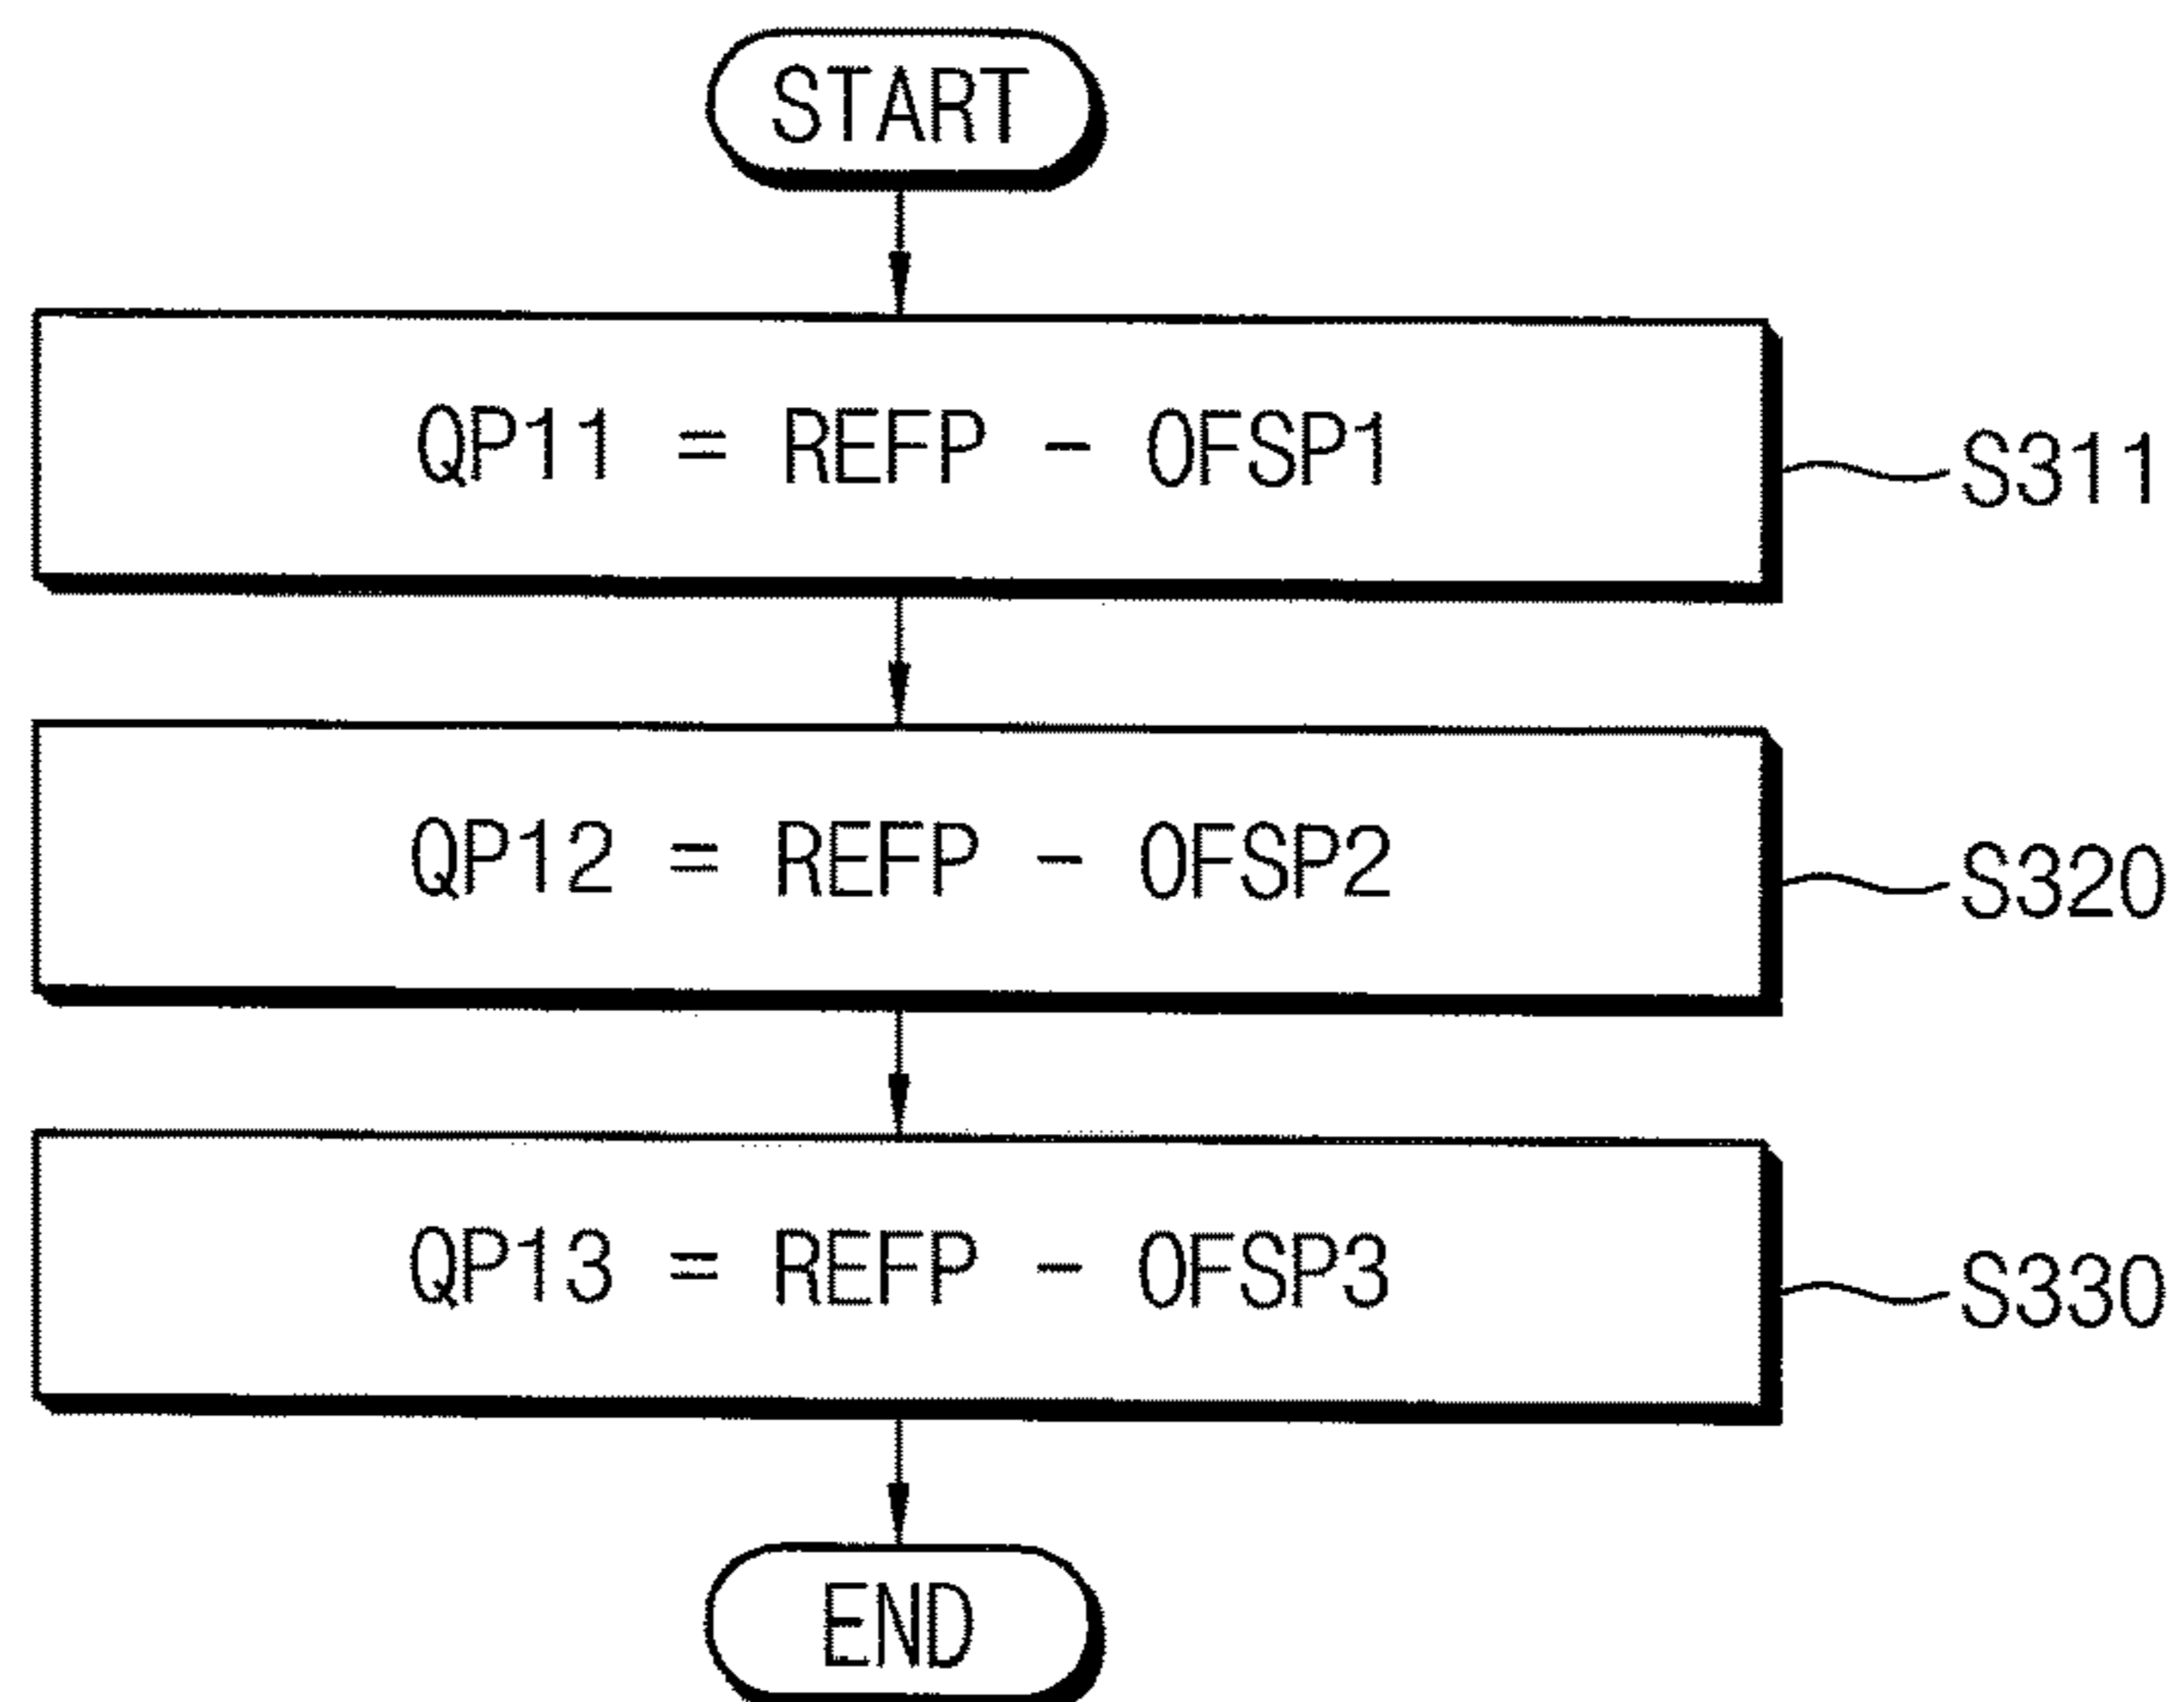 START
QP11 = REFP - OFSP1
S311
QP12 = REFP - OFSP2
S320
QP13 = REFP - OFSP3
S330
END